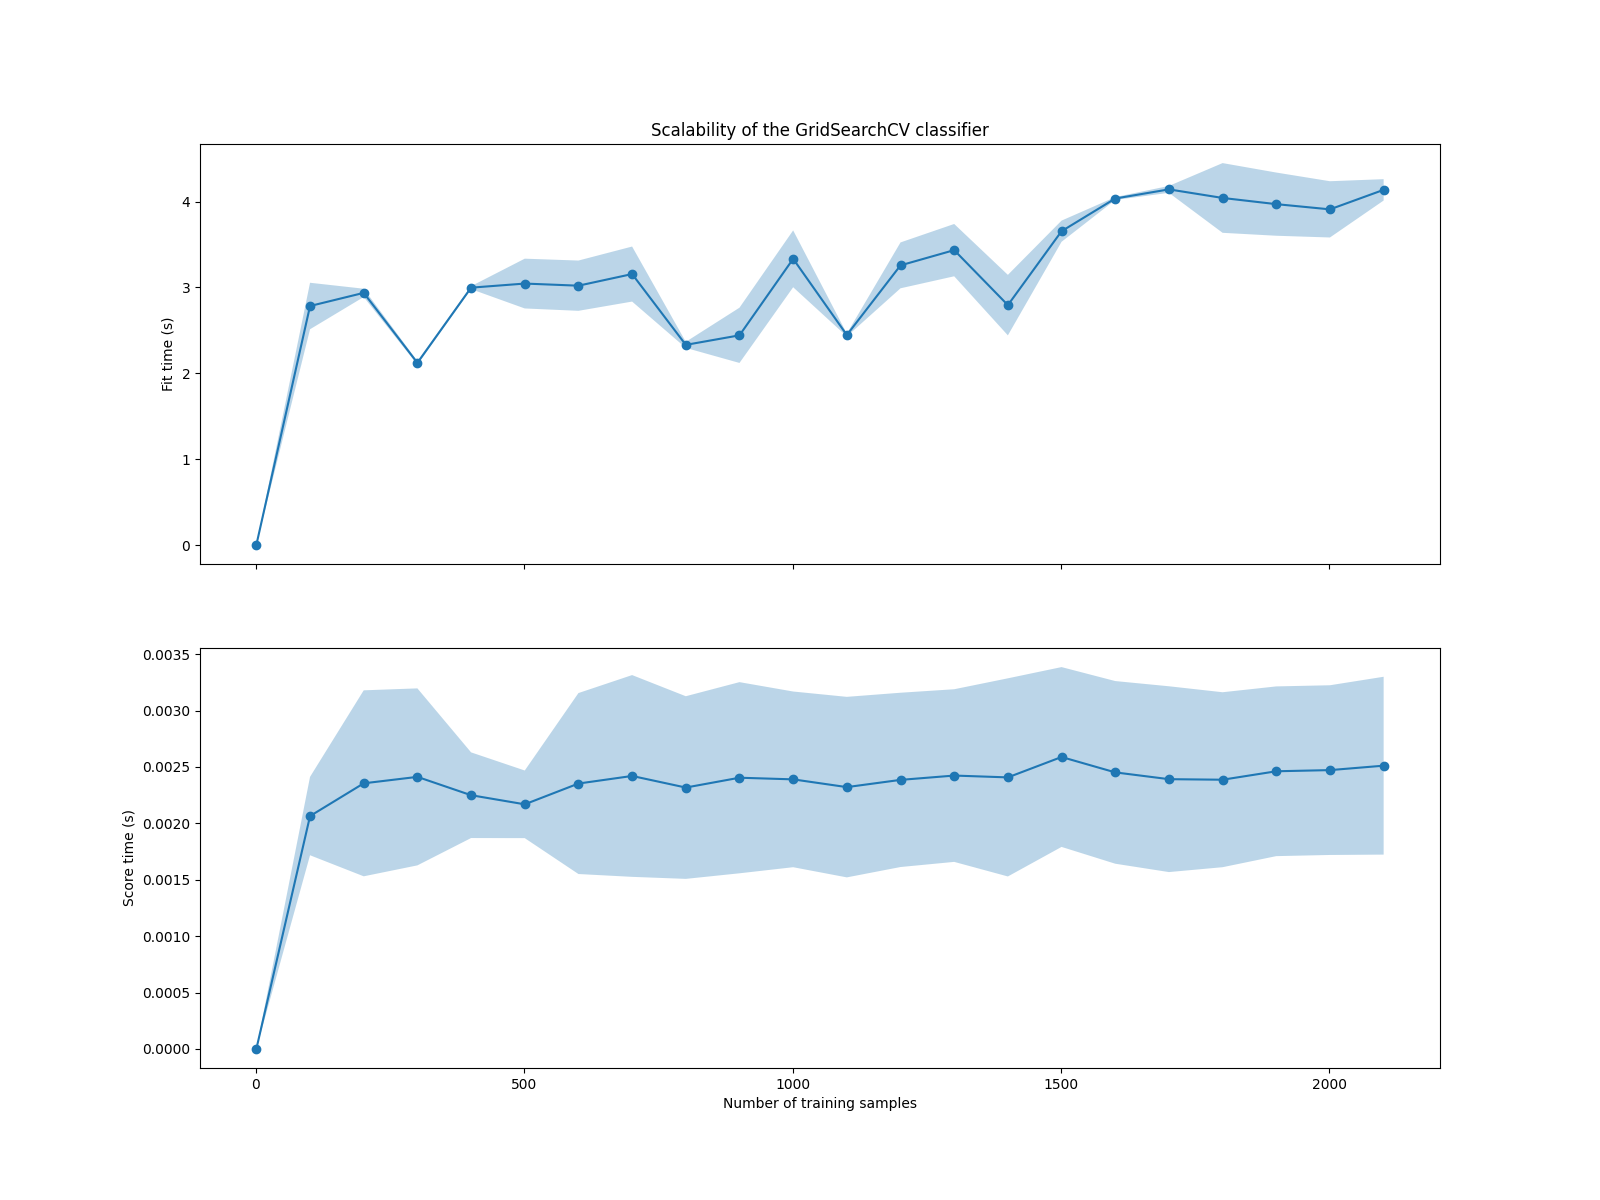 Scalability of the GridSearchCV classifier
4
3
2
1
0
Fit time (s)
0.0035
0.0030
0.0025
0.0020
0.0015
0.0010
0.0005
0.0000
Score time (s)
0 500 1000 1500 2000
Number of training samples